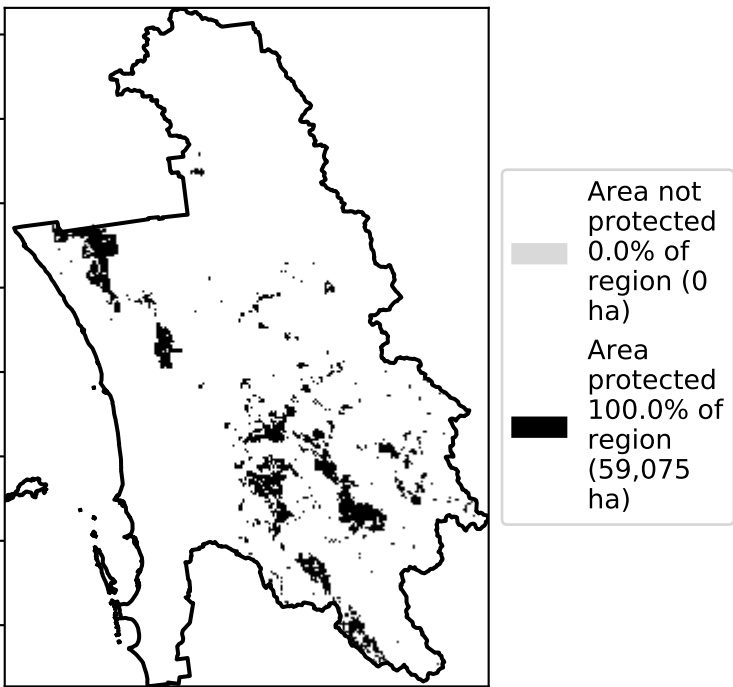 Area not
protected
0.0% of
region (0
ha)
Area
protected
100.0% of
region
(59,075
ha)